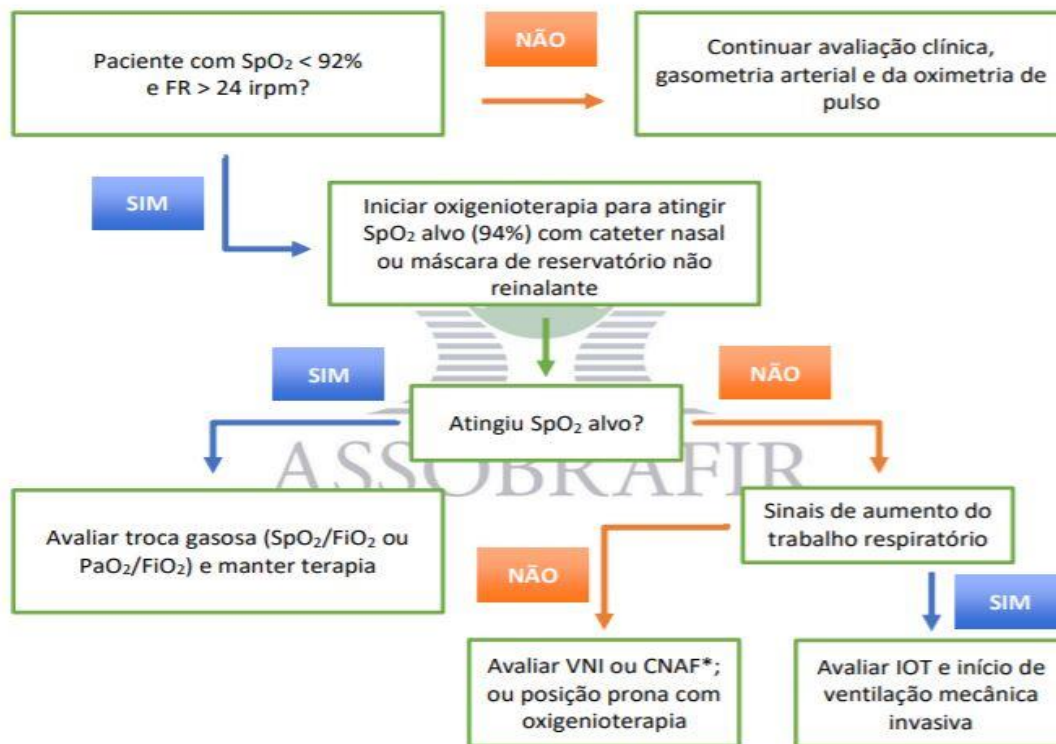 Paciente com SpO₂ < 92%
e FR > 24 irpm?
NÃO
Continuar avaliação clínica,
gasometria arterial e da oximetria de
pulso
SIM
Iniciar oxigenioterapia para atingir
SpO₂ alvo (94%) com cateter nasal
ou máscara de reservatório não
reinalante
SIM
NÃO
Atingiu SpO₂ alvo?
ASSOBRAFIR
Avaliar troca gasosa (SpO₂/FiO₂ ou
PaO₂/FiO₂) e manter terapia
Sinais de aumento do
trabalho respiratório
NÃO
SIM
Avaliar VNI ou CNAF*;
ou posição prona com
oxigenioterapia
Avaliar IOT e início de
ventilação mecânica
invasiva